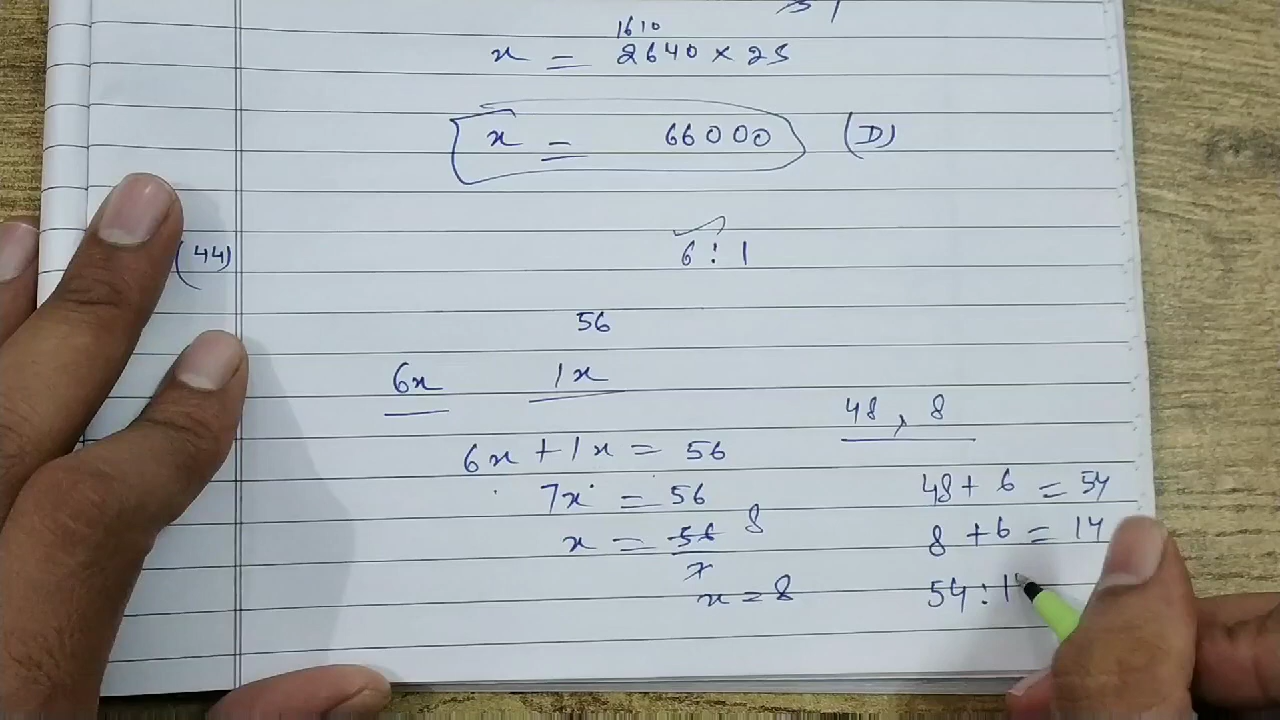 1610
x = 2640 × 25
x = 66000 (D)
(44) 6 : 1
56
6x 1x
48 , 8
6x + 1x = 56
48 + 6 = 54
7x = 56
8 + 6 = 14
x = 56/7 8
x = 8
54 : 1